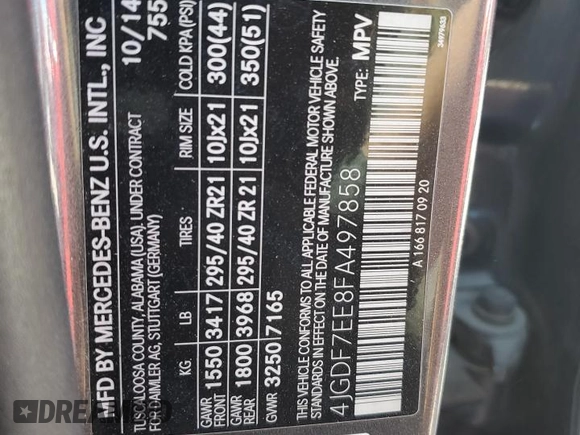 MFD BY MERCEDES-BENZ U.S. INTL., INC
10/14
TUSCALOOSA COUNTY, ALABAMA (USA), UNDER CONTRACT
FOR DAIMLER AG, STUTTGART (GERMANY)
755
KG LB TIRES RIM SIZE COLD KPA (PSI)
GAWR FRONT 1550 3417 295/40 ZR21 10Jx21 300(44)
GAWR REAR 1800 3968 295/40 ZR 21 10Jx21 350(51)
GVWR 3250 7165
THIS VEHICLE CONFORMS TO ALL APPLICABLE FEDERAL MOTOR VEHICLE SAFETY
STANDARDS IN EFFECT ON THE DATE OF MANUFACTURE SHOWN ABOVE.
4JGDF7EE8FA497858 TYPE: MPV
A 166 817 09 20
34979633
4DREAMCAR